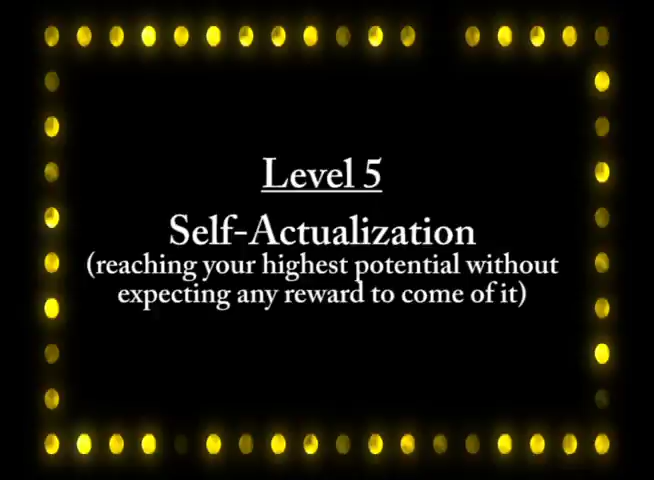 Level 5
Self-Actualization
(reaching your highest potential without
expecting any reward to come of it)